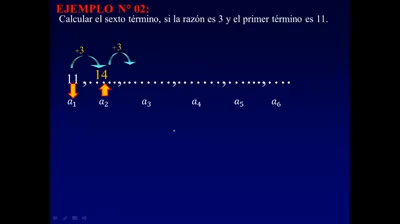 EJEMPLO N° 02:
Calcular el sexto término, si la razón es 3 y el primer término es 11.
+3 +3
11,14......,.........,.........,.......,.....
a₁ a₂ a₃ a₄ a₅ a₆